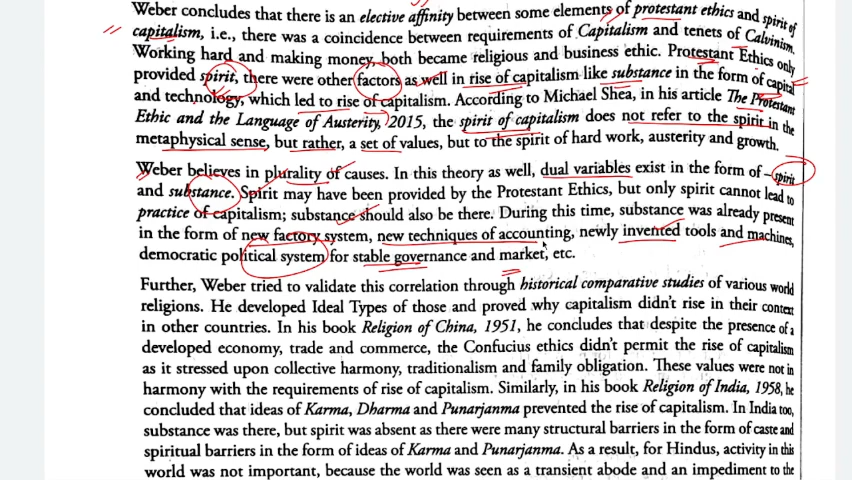 Weber concludes that there is an elective affinity between some elements of protestant ethics and spirit of
capitalism, i.e., there was a coincidence between requirements of Capitalism and tenets of Calvinism.
Working hard and making money, both became religious and business ethic. Protestant Ethics only
provided spirit, there were other factors as well in rise of capitalism like substance in the form of capital
and technology, which led to rise of capitalism. According to Michael Shea, in his article The Protestant
Ethic and the Language of Austerity, 2015, the spirit of capitalism does not refer to the spirit in the
metaphysical sense, but rather, a set of values, but to the spirit of hard work, austerity and growth.
Weber believes in plurality of causes. In this theory as well, dual variables exist in the form of – spirit
and substance. Spirit may have been provided by the Protestant Ethics, but only spirit cannot lead to
practice of capitalism; substance should also be there. During this time, substance was already present
in the form of new factory system, new techniques of accounting, newly invented tools and machines,
democratic political system for stable governance and market, etc.
Further, Weber tried to validate this correlation through historical comparative studies of various world
religions. He developed Ideal Types of those and proved why capitalism didn't rise in their context
in other countries. In his book Religion of China, 1951, he concludes that despite the presence of a
developed economy, trade and commerce, the Confucius ethics didn't permit the rise of capitalism
as it stressed upon collective harmony, traditionalism and family obligation. These values were not in
harmony with the requirements of rise of capitalism. Similarly, in his book Religion of India, 1958, he
concluded that ideas of Karma, Dharma and Punarjanma prevented the rise of capitalism. In India too,
substance was there, but spirit was absent as there were many structural barriers in the form of caste and
spiritual barriers in the form of ideas of Karma and Punarjanma. As a result, for Hindus, activity in this
world was not important, because the world was seen as a transient abode and an impediment to the